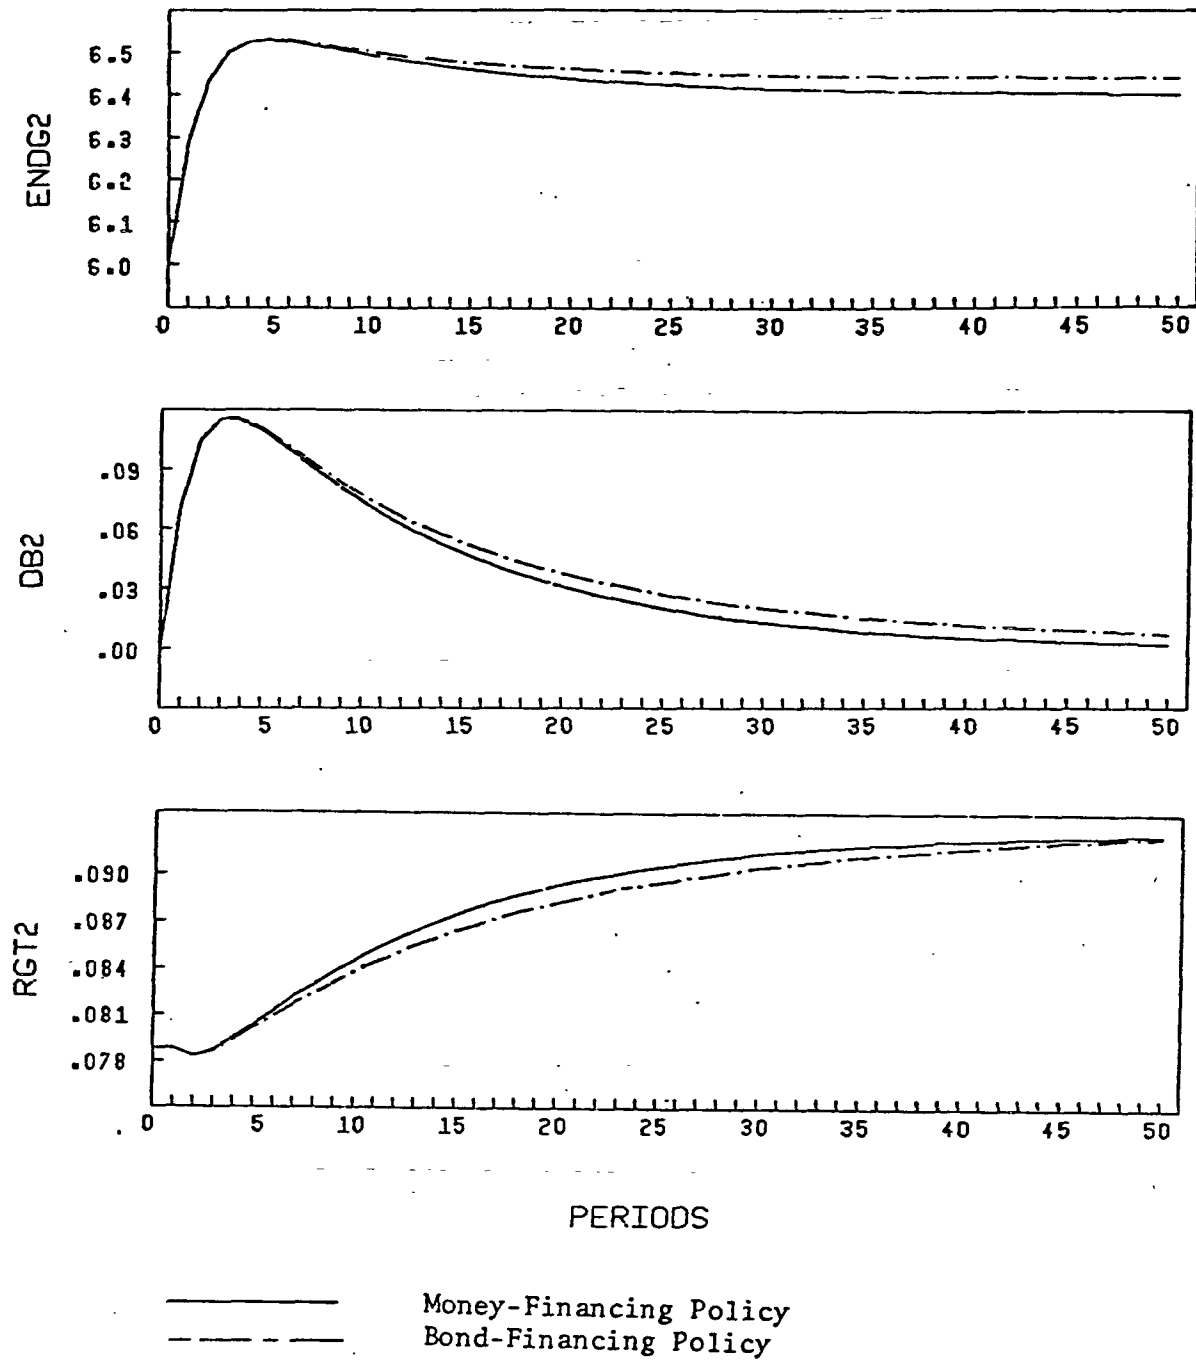 ENDG2
6.5
6.4
6.3
6.2
6.1
6.0
0 5 10 15 20 25 30 35 40 45 50
DB2
.09
.06
.03
.00
0 5 10 15 20 25 30 35 40 45 50
RGT2
.090
.087
.084
.081
.078
0 5 10 15 20 25 30 35 40 45 50
PERIODS
Money-Financing Policy
Bond-Financing Policy